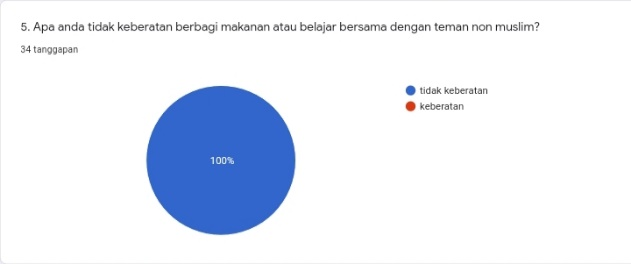 5. Apa anda tidak keberatan berbagi makanan atau belajar bersama dengan teman non muslim?
34 tanggapan
tidak keberatan
keberatan
100%